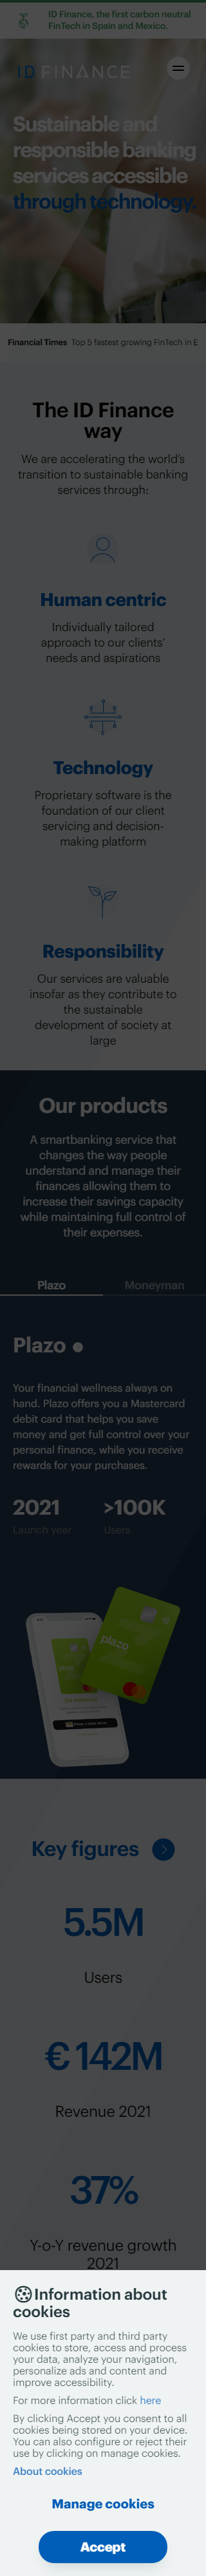 ID Finance, the first carbon neutral
FinTech in Spain and Mexico.
ID FINANCE
Sustainable and
responsible banking
services accessible
through technology.
Financial Times Top 5 fastest growing FinTech in E
The ID Finance
way
We are accelerating the world's
transition to sustainable banking
services through:
Human centric
Individually tailored
approach to our clients'
needs and aspirations
Technology
Proprietary software is the
foundation of our client
servicing and decision-
making platform
Responsibility
Our services are valuable
insofar as they contribute to
the sustainable
development of society at
large
Our products
A smartbanking service that
changes the way people
understand and manage their
finances allowing them to
increase their savings capacity
while maintaining full control of
their expenses.
Plazo Moneyman
Plazo
Your financial wellness always on
hand. Plazo offers you a Mastercard
debit card that helps you save
money and get full control over your
personal finance, while you receive
rewards for your purchases.
2021 >100K
Launch year Users
plazo
Key figures
5.5M
Users
€ 142M
Revenue 2021
37%
Y-o-Y revenue growth
2021
Information about
cookies
We use first party and third party
cookies to store, access and process
your data, analyze your navigation,
personalize ads and content and
improve accessibility.
For more information click here
By clicking Accept you consent to all
cookies being stored on your device.
You can also configure or reject their
use by clicking on manage cookies.
About cookies
Manage cookies
Accept